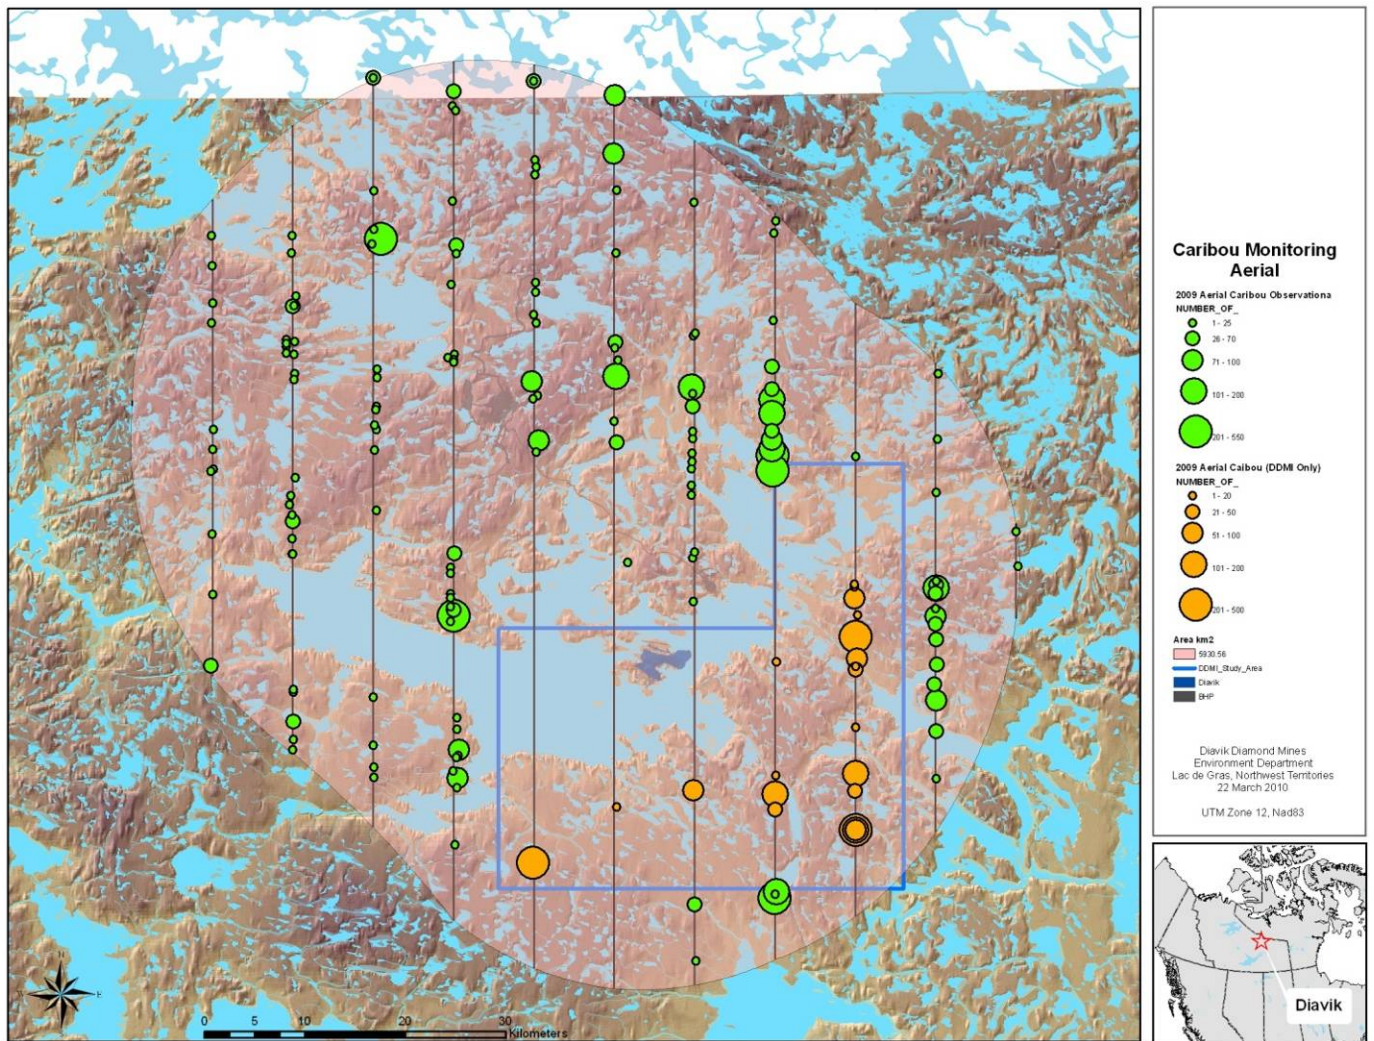 Caribou Monitoring
Aerial
2009 Aerial Caribou Observationa
NUMBER_OF_
1 - 25
26 - 70
71 - 100
101 - 200
201 - 550
2009 Aerial Caibou (DDMI Only)
NUMBER_OF_
1 - 20
21 - 50
51 - 100
101 - 200
201 - 500
Area km2
5930.56
DDMI_Study_Area
Diavik
BHP
Diavik Diamond Mines
Environment Department
Lac de Gras, Northwest Territories
22 March 2010
UTM Zone 12, Nad83
N
E
0 5 10 20 30
Kilometers
Diavik